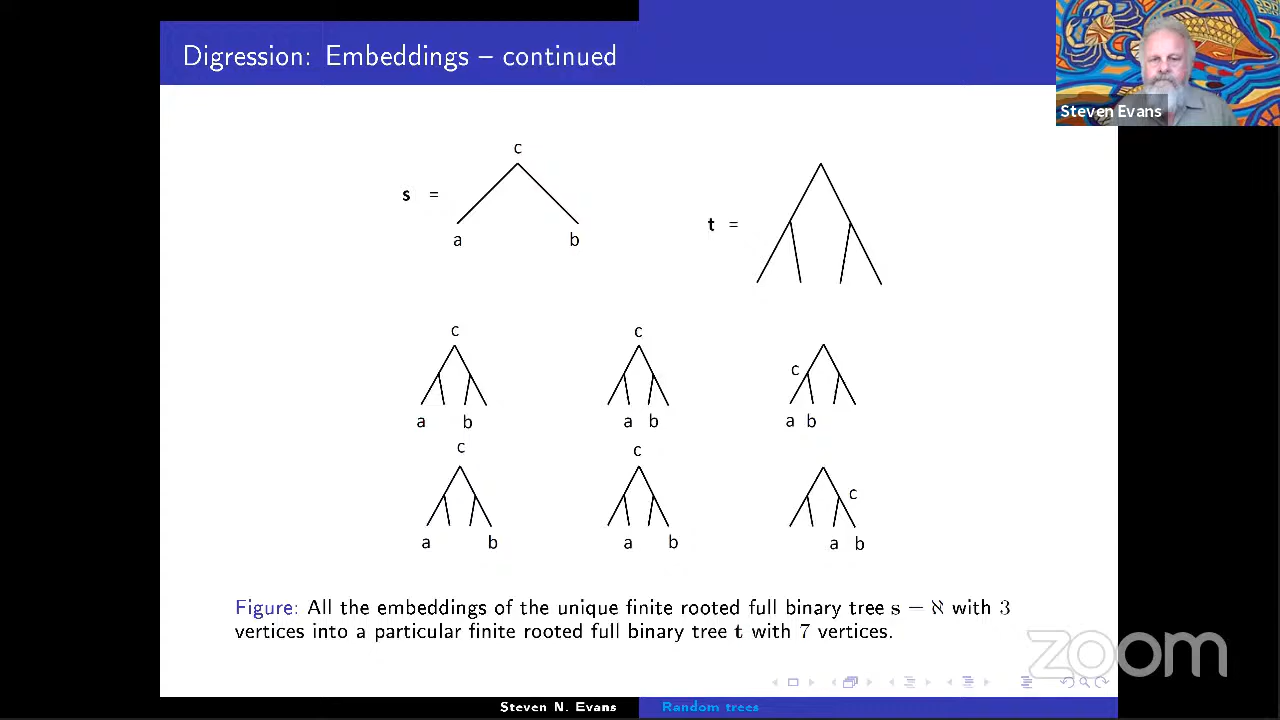 Digression: Embeddings – continued
Steven Evans
c
s =
a b
t =
c c
c
a b a b a b
c c
c
a b a b a b
Figure: All the embeddings of the unique finite rooted full binary tree s = ℵ with 3
vertices into a particular finite rooted full binary tree t with 7 vertices.
zoom
Steven N. Evans Random trees